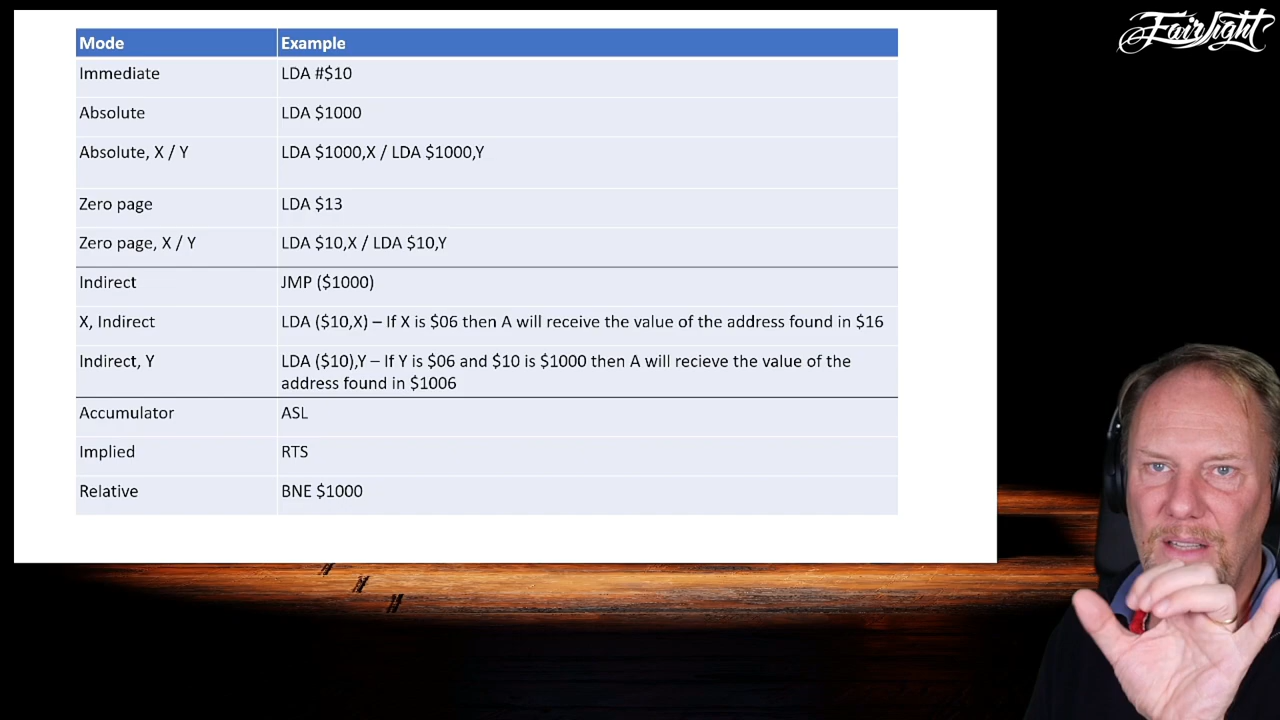 Fairlight
Mode Example
Immediate LDA #$10
Absolute LDA $1000
Absolute, X / Y LDA $1000,X / LDA $1000,Y
Zero page LDA $13
Zero page, X / Y LDA $10,X / LDA $10,Y
Indirect JMP ($1000)
X, Indirect LDA ($10,X) – If X is $06 then A will receive the value of the address found in $16
Indirect, Y LDA ($10),Y – If Y is $06 and $10 is $1000 then A will recieve the value of the
address found in $1006
Accumulator ASL
Implied RTS
Relative BNE $1000